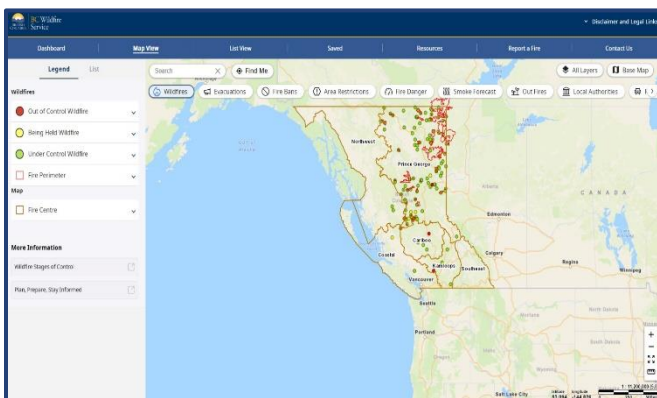 BC Wildfire
Service
Disclaimer and Legal Links
Dashboard
Map View
List View
Saved
Resources
Report a Fire
Contact Us
Legend
List
Search
Find Me
All Layers
Base Map
Wildfires
Evacuations
Fire Bans
Area Restrictions
Fire Danger
Smoke Forecast
Out Fires
Local Authorities
Wildfires
Out of Control Wildfire
Being Held Wildfire
Under Control Wildfire
Fire Perimeter
Map
Fire Centre
More Information
Wildfire Stages of Control
Plan, Prepare, Stay Informed
Northwest
Prince George
Cariboo
Coastal
Kamloops
Southeast
Vancouver
Edmonton
Calgary
Regina
Winnipeg
CANADA
Seattle
Portland
Salt Lake City